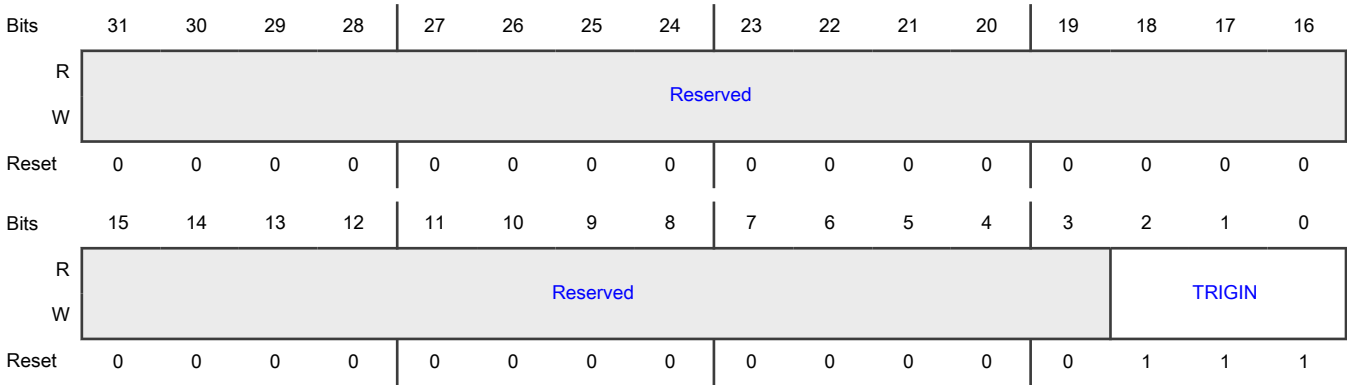 Bits 31 30 29 28 27 26 25 24 23 22 21 20 19 18 17 16
R
Reserved
W
Reset 0 0 0 0 0 0 0 0 0 0 0 0 0 0 0 0
Bits 15 14 13 12 11 10 9 8 7 6 5 4 3 2 1 0
R
Reserved TRIGIN
W
Reset 0 0 0 0 0 0 0 0 0 0 0 0 0 1 1 1